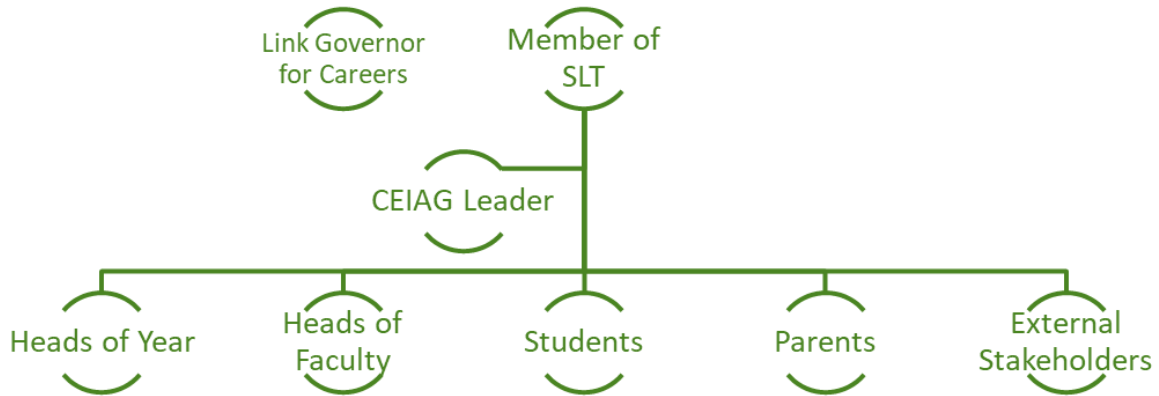 Link Governor
for Careers
Member of
SLT
CEIAG Leader
Heads of Year
Heads of
Faculty
Students
Parents
External
Stakeholders